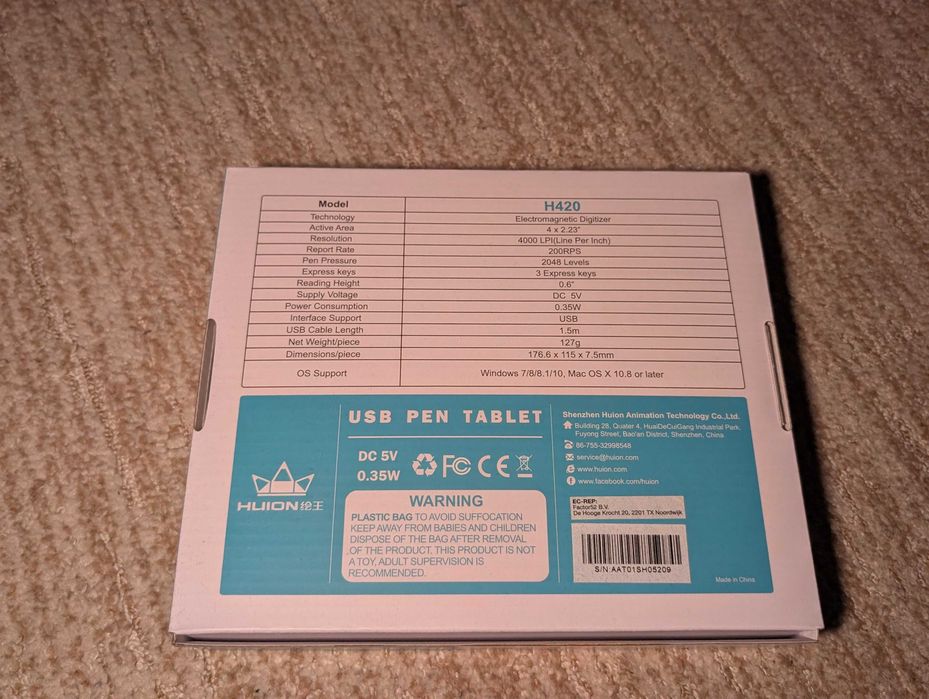 Model H420
Technology Electromagnetic Digitizer
Active Area 4 x 2.23"
Resolution 4000 LPI(Line Per Inch)
Report Rate 200RPS
Pen Pressure 2048 Levels
Express keys 3 Express keys
Reading Height 0.6"
Supply Voltage DC 5V
Power Consumption 0.35W
Interface Support USB
USB Cable Length 1.5m
Net Weight/piece 127g
Dimensions/piece 176.6 x 115 x 7.5mm
OS Support Windows 7/8/8.1/10, Mac OS X 10.8 or later
HUION 绘王
USB PEN TABLET
DC 5V
0.35W
FC CE
WARNING
PLASTIC BAG TO AVOID SUFFOCATION
KEEP AWAY FROM BABIES AND CHILDREN
DISPOSE OF THE BAG AFTER REMOVAL
OF THE PRODUCT. THIS PRODUCT IS NOT
A TOY, ADULT SUPERVISION IS
RECOMMENDED.
Shenzhen Huion Animation Technology Co.,Ltd.
Building 28, Quater 4, HuaiDeCuiGang Industrial Park.
Fuyong Street, Bao'an District, Shenzhen, China
86-755-32998548
service@huion.com
www.huion.com
www.facebook.com/huion
EC-REP:
Factor52 B.V.
De Hooge Krocht 20, 2201 TX Noordwijk
S/N:AAT01SH05209
Made in China